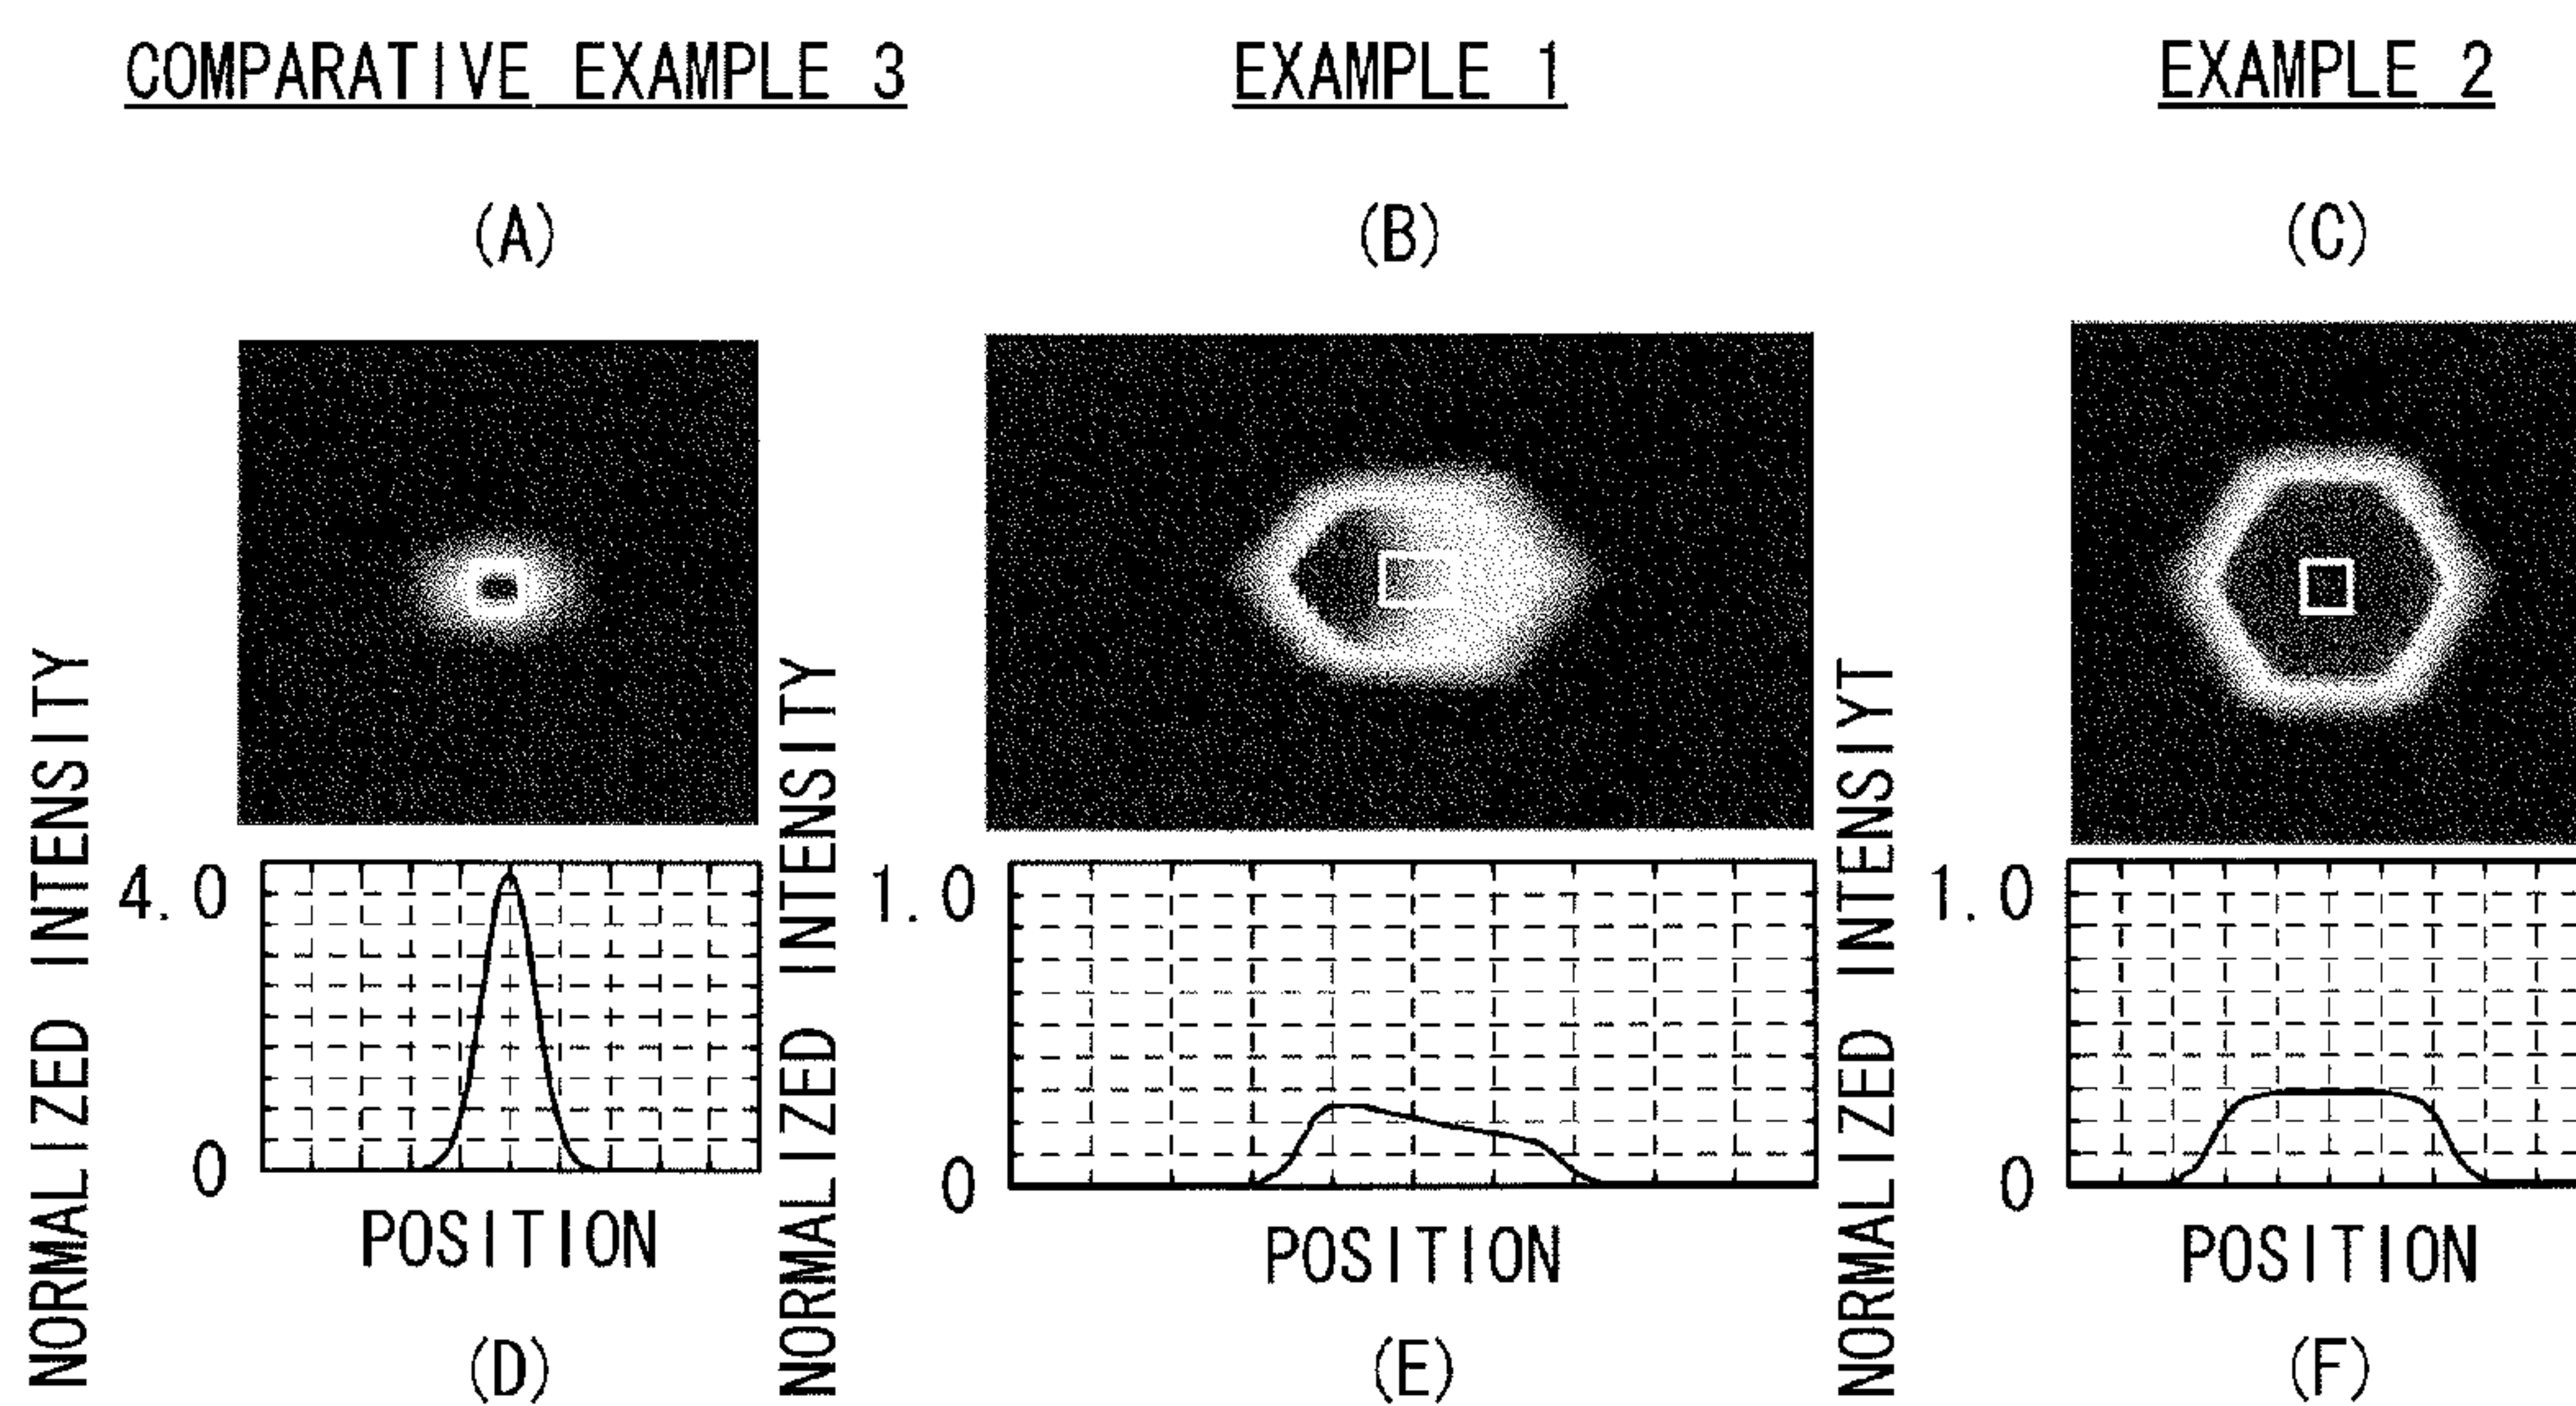 COMPARATIVE EXAMPLE 3
EXAMPLE 1
EXAMPLE 2
(A)
(B)
(C)
NORMALIZED INTENSITY
4.0
0
POSITION
(D)
NORMALIZED INTENSITY
1.0
0
POSITION
(E)
NORMALIZED INTENSIYT
1.0
0
POSITION
(F)